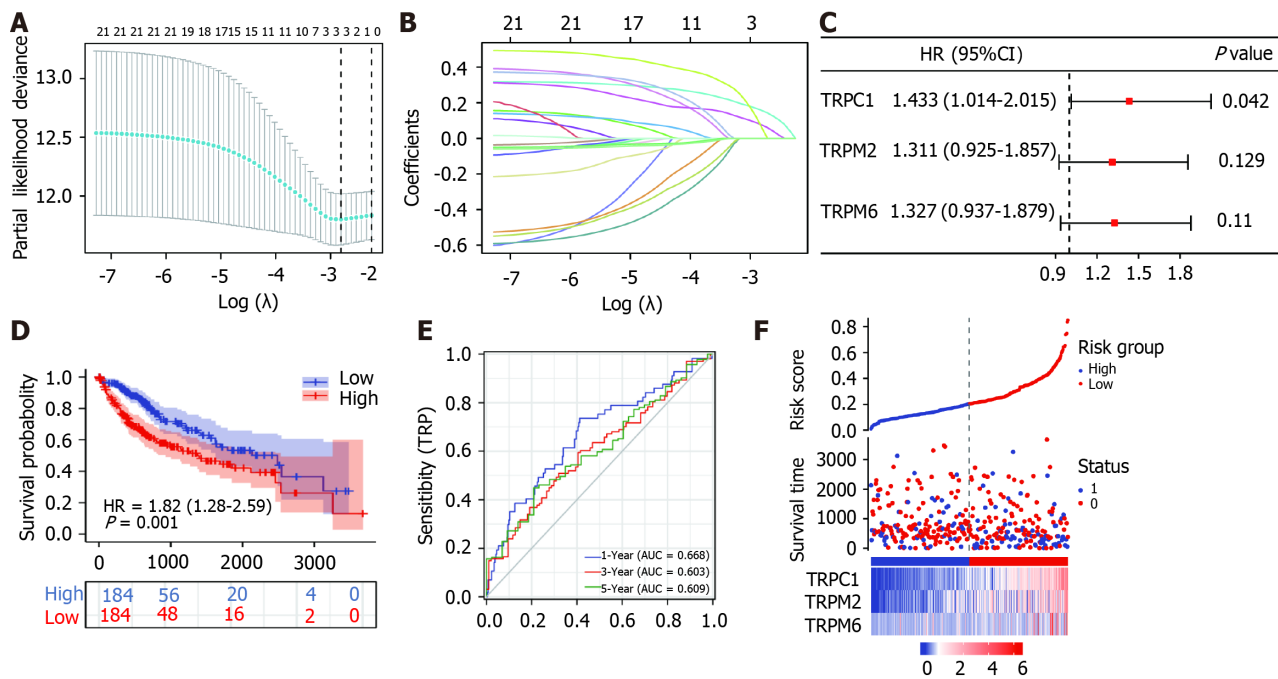 A
21 21 21 21 21 19 18 17 15 15 11 11 10 7 3 3 2 1 0
Partial likelihood deviance
13.0
12.5
12.0
-7 -6 -5 -4 -3 -2
Log (λ)
B
21 21 17 11 3
Coefficients
0.4
0.2
0.0
-0.2
-0.4
-0.6
-7 -6 -5 -4 -3
Log (λ)
C
HR (95%CI) P value
TRPC1 1.433 (1.014-2.015) 0.042
TRPM2 1.311 (0.925-1.857) 0.129
TRPM6 1.327 (0.937-1.879) 0.11
0.9 1.2 1.5 1.8
D
Survival probabolity
1.0
0.8
0.6
0.4
0.2
0.0
Low
High
HR = 1.82 (1.28-2.59)
P = 0.001
0 1000 2000 3000
High 184 56 20 4 0
Low 184 48 16 2 0
E
Sensitibity (TRP)
1.0
0.8
0.6
0.4
0.2
0.0
1-Year (AUC = 0.668)
3-Year (AUC = 0.603)
5-Year (AUC = 0.609)
0.0 0.2 0.4 0.6 0.8 1.0
F
Risk score
0.8
0.6
0.4
0.2
0.0
Risk group
High
Low
Survival time
3000
2000
1000
0
Status
1
0
TRPC1
TRPM2
TRPM6
0 2 4 6